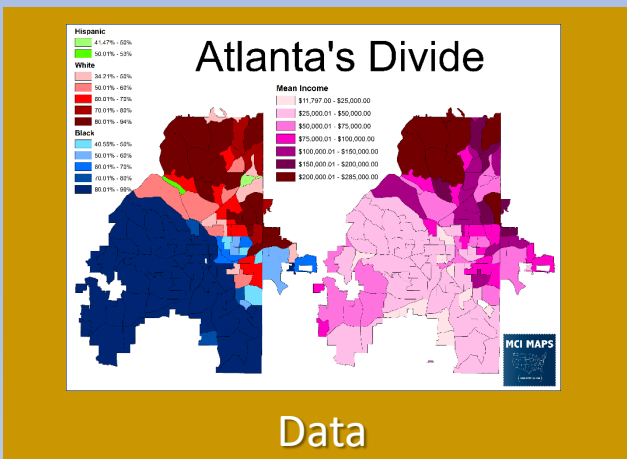 Atlanta's Divide
Hispanic
41.47% - 50%
50.01% - 53%
White
34.21% - 50%
50.01% - 60%
60.01% - 70%
70.01% - 80%
80.01% - 94%
Black
40.55% - 50%
50.01% - 60%
60.01% - 70%
70.01% - 80%
80.01% - 99%
Mean Income
$11,797.00 - $25,000.00
$25,000.01 - $50,000.00
$50,000.01 - $75,000.00
$75,000.01 - $100,000.00
$100,000.01 - $150,000.00
$150,000.01 - $200,000.00
$200,000.01 - $285,000.00
MCI MAPS
Data